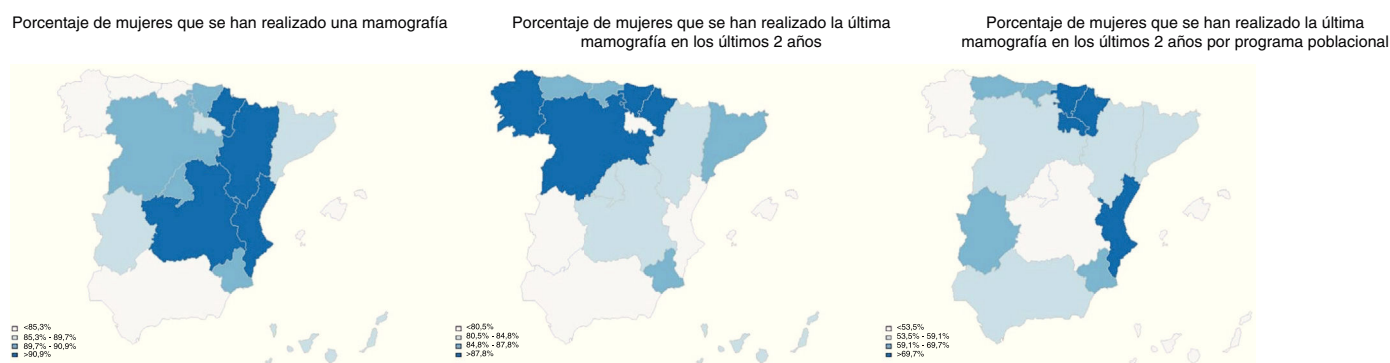 Porcentaje de mujeres que se han realizado una mamografía
Porcentaje de mujeres que se han realizado la última
mamografía en los últimos 2 años
Porcentaje de mujeres que se han realizado la última
mamografía en los últimos 2 años por programa poblacional
<85,3%
85,3% - 89,7%
89,7% - 90,9%
>90,9%
<80,5%
80,5% - 84,8%
84,8% - 87,8%
>87,8%
<53,5%
53,5% - 59,1%
59,1% - 69,7%
>69,7%